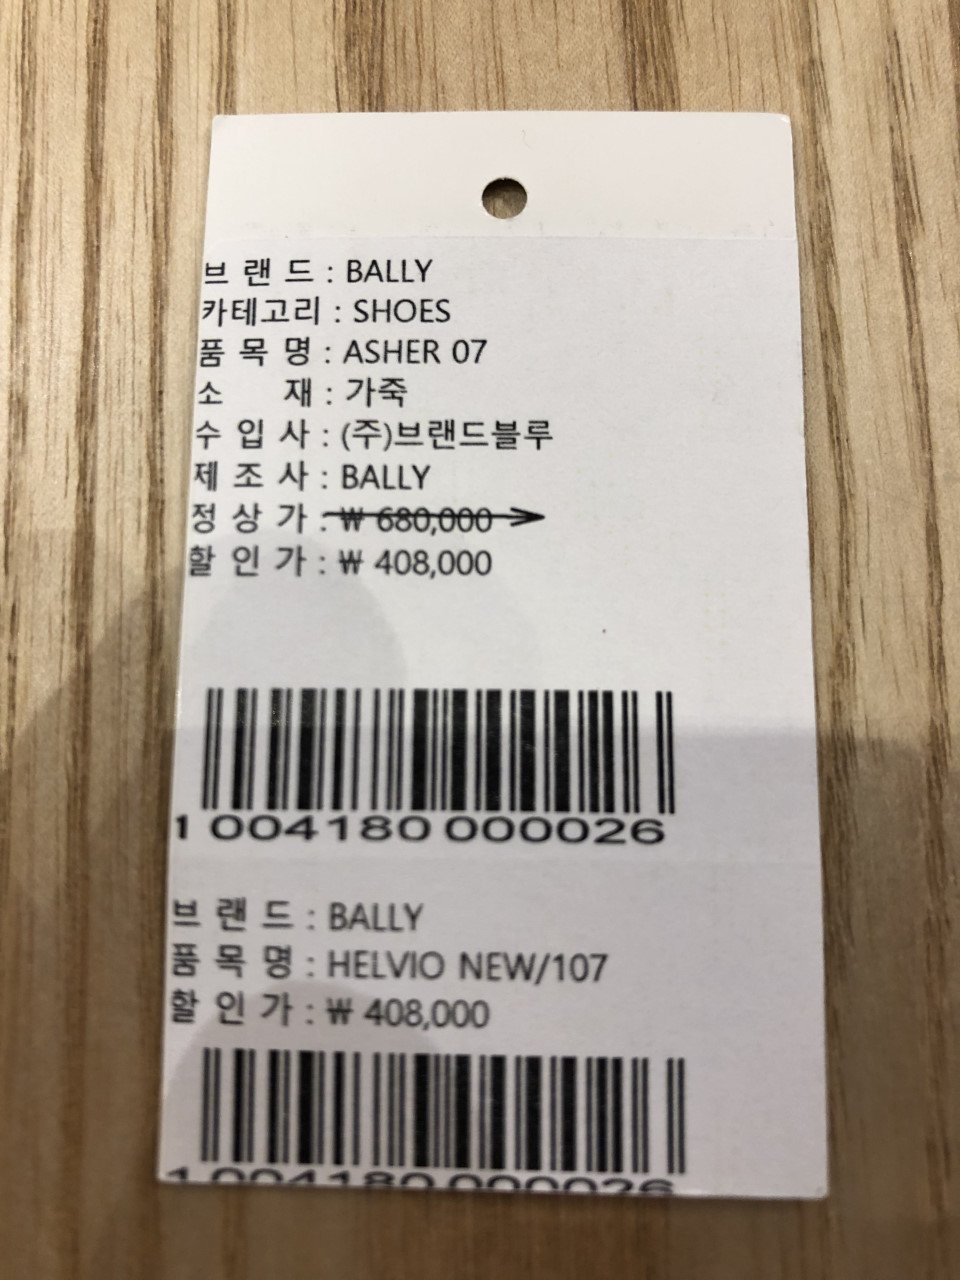 브 랜 드 : BALLY
카테고리 : SHOES
품 목 명 : ASHER 07
소 재 : 가죽
수 입 사 : (주)브랜드블루
제 조 사 : BALLY
정 상 가 : ₩ 680,000
할 인 가 : ₩ 408,000
1 004180 000026
브 랜 드 : BALLY
품 목 명 : HELVIO NEW/107
할 인 가 : ₩ 408,000
1 004180 000026